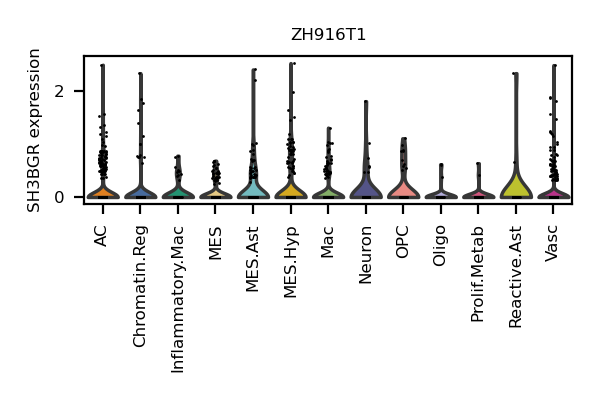 ZH916T1
SH3BGR expression
2
0
AC
Chromatin.Reg
Inflammatory.Mac
MES
MES.Ast
MES.Hyp
Mac
Neuron
OPC
Oligo
Prolif.Metab
Reactive.Ast
Vasc